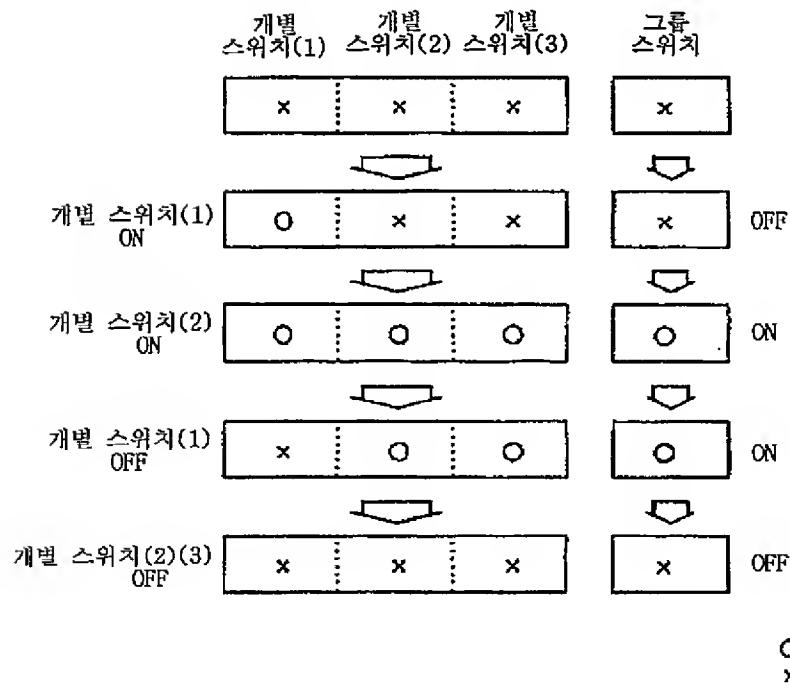 개별 개별 개별 그룹
스위치(1) 스위치(2) 스위치(3) 스위치
x x x x
개별 스위치(1) O x x x OFF
ON
개별 스위치(2) O O O O ON
ON
개별 스위치(1) x O O O ON
OFF
개별 스위치(2)(3) x x x x OFF
OFF
O
x